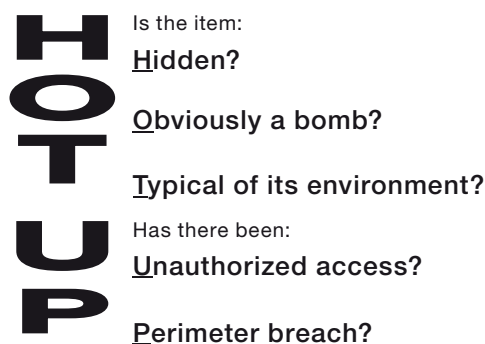 H
Is the item:
Hidden?
O
Obviously a bomb?
T
Typical of its environment?
U
Has there been:
Unauthorized access?
P
Perimeter breach?